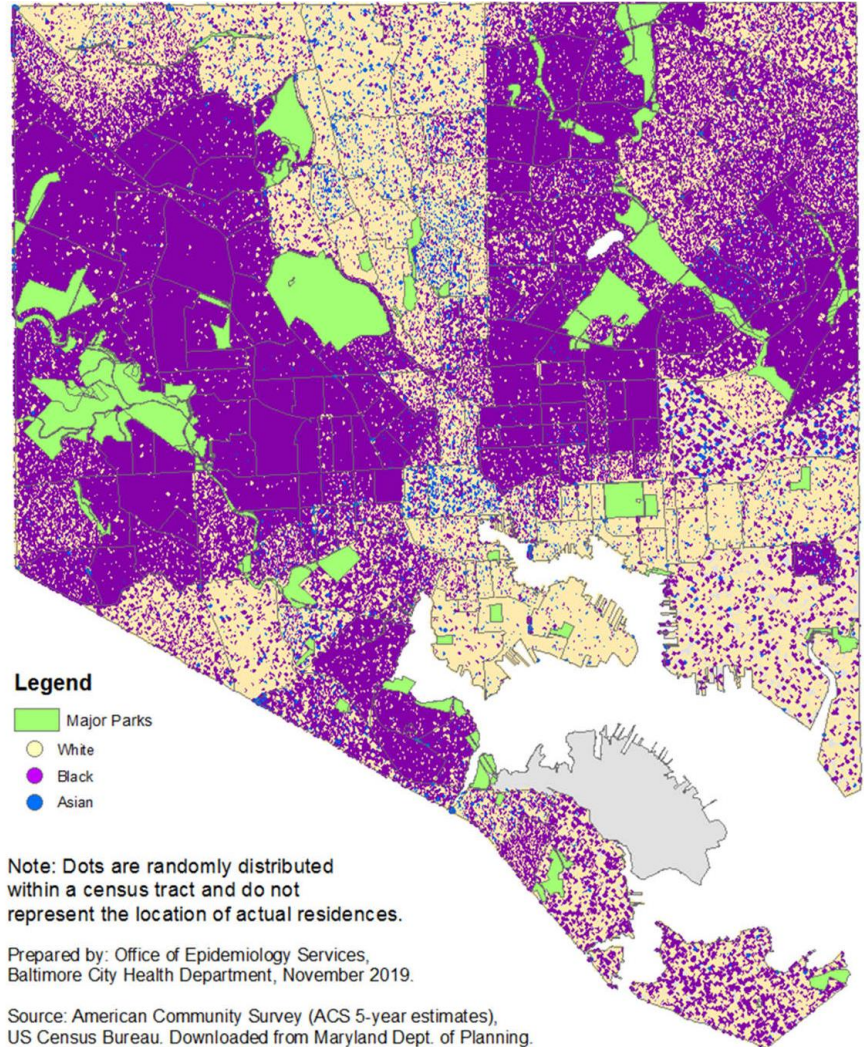 Legend
Major Parks
White
Black
Asian
Note: Dots are randomly distributed
within a census tract and do not
represent the location of actual residences.
Prepared by: Office of Epidemiology Services,
Baltimore City Health Department, November 2019.
Source: American Community Survey (ACS 5-year estimates),
US Census Bureau. Downloaded from Maryland Dept. of Planning.